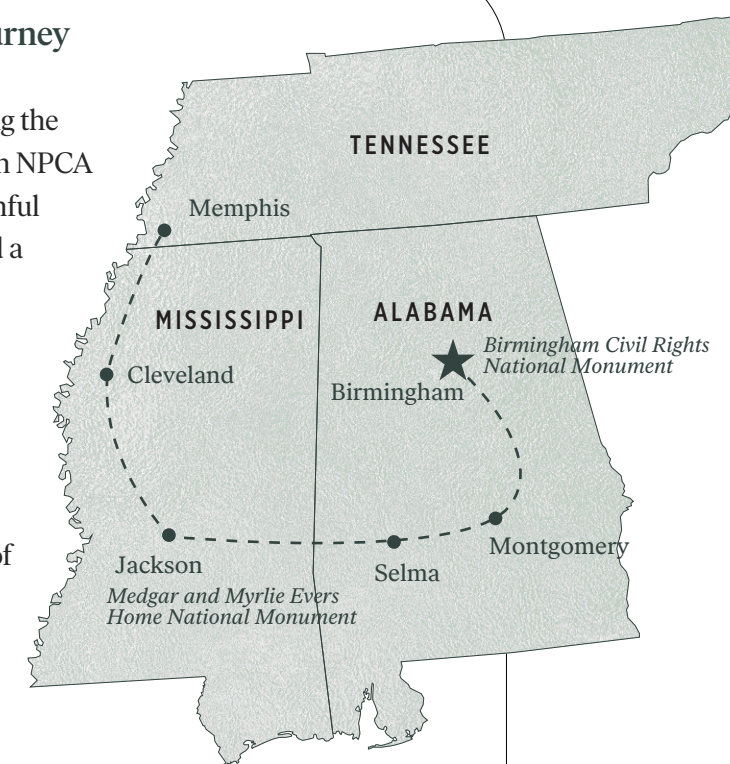 urney
g the
n NPCA
nful
l a
of
TENNESSEE
Memphis
MISSISSIPPI
ALABAMA
Birmingham Civil Rights
National Monument
Cleveland
Birmingham
Montgomery
Jackson
Selma
Medgar and Myrlie Evers
Home National Monument